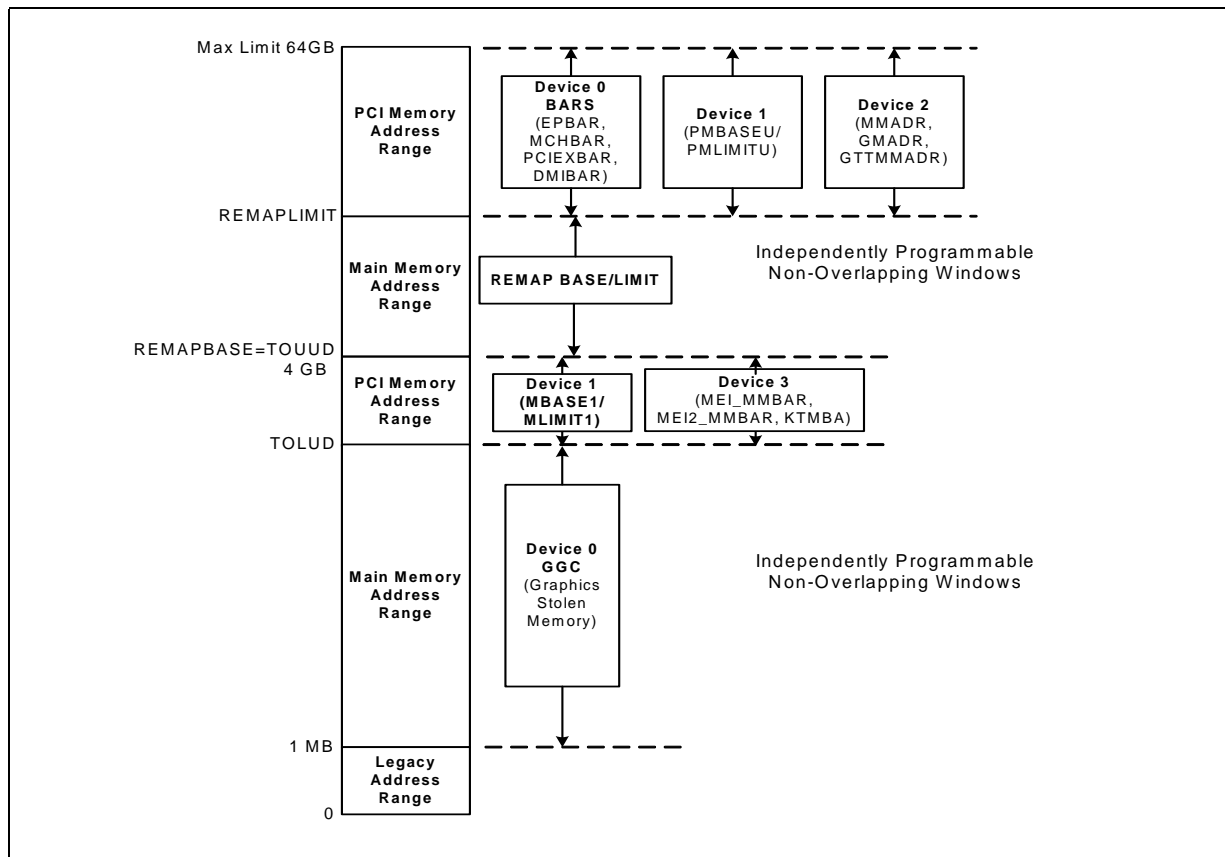 Max Limit 64GB
PCI Memory
Address
Range
Device 0
BARS
(EPBAR,
MCHBAR,
PCIEXBAR,
DMIBAR)
Device 1
(PMBASEU/
PMLIMITU)
Device 2
(MMADR,
GMADR,
GTTMMADR)
REMAPLIMIT
Main Memory
Address
Range
REMAP BASE/LIMIT
Independently Programmable
Non-Overlapping Windows
REMAPBASE=TOUUD
4 GB
PCI Memory
Address
Range
Device 1
(MBASE1/
MLIMIT1)
Device 3
(MEI_MMBAR,
MEI2_MMBAR, KTMBA)
TOLUD
Main Memory
Address
Range
Device 0
GGC
(Graphics
Stolen
Memory)
Independently Programmable
Non-Overlapping Windows
1 MB
Legacy
Address
Range
0